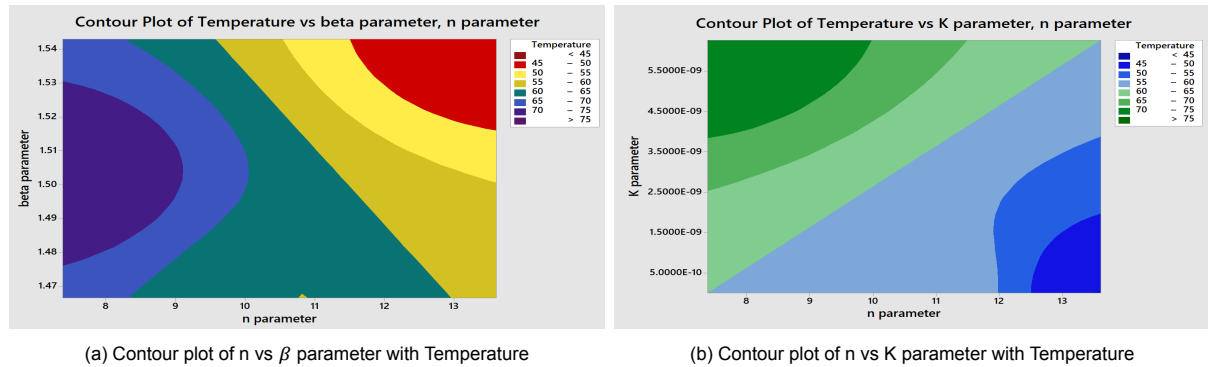 Contour Plot of Temperature vs beta parameter, n parameter
beta parameter
1.54
1.53
1.52
1.51
1.50
1.49
1.48
1.47
8 9 10 11 12 13
n parameter
Temperature
< 45
45 – 50
50 – 55
55 – 60
60 – 65
65 – 70
70 – 75
> 75
(a) Contour plot of n vs β parameter with Temperature
Contour Plot of Temperature vs K parameter, n parameter
K parameter
5.5000E-09
4.5000E-09
3.5000E-09
2.5000E-09
1.5000E-09
5.0000E-10
8 9 10 11 12 13
n parameter
Temperature
< 45
45 – 50
50 – 55
55 – 60
60 – 65
65 – 70
70 – 75
> 75
(b) Contour plot of n vs K parameter with Temperature